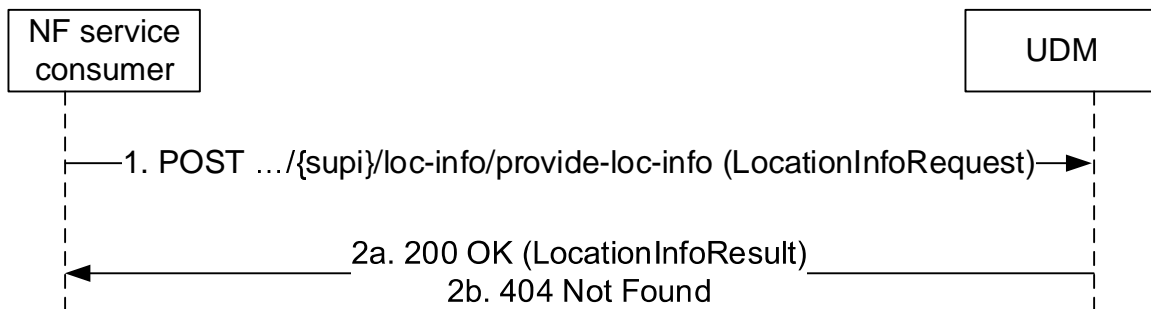 NF service
consumer
UDM
1. POST …/{supi}/loc-info/provide-loc-info (LocationInfoRequest)
2a. 200 OK (LocationInfoResult)
2b. 404 Not Found